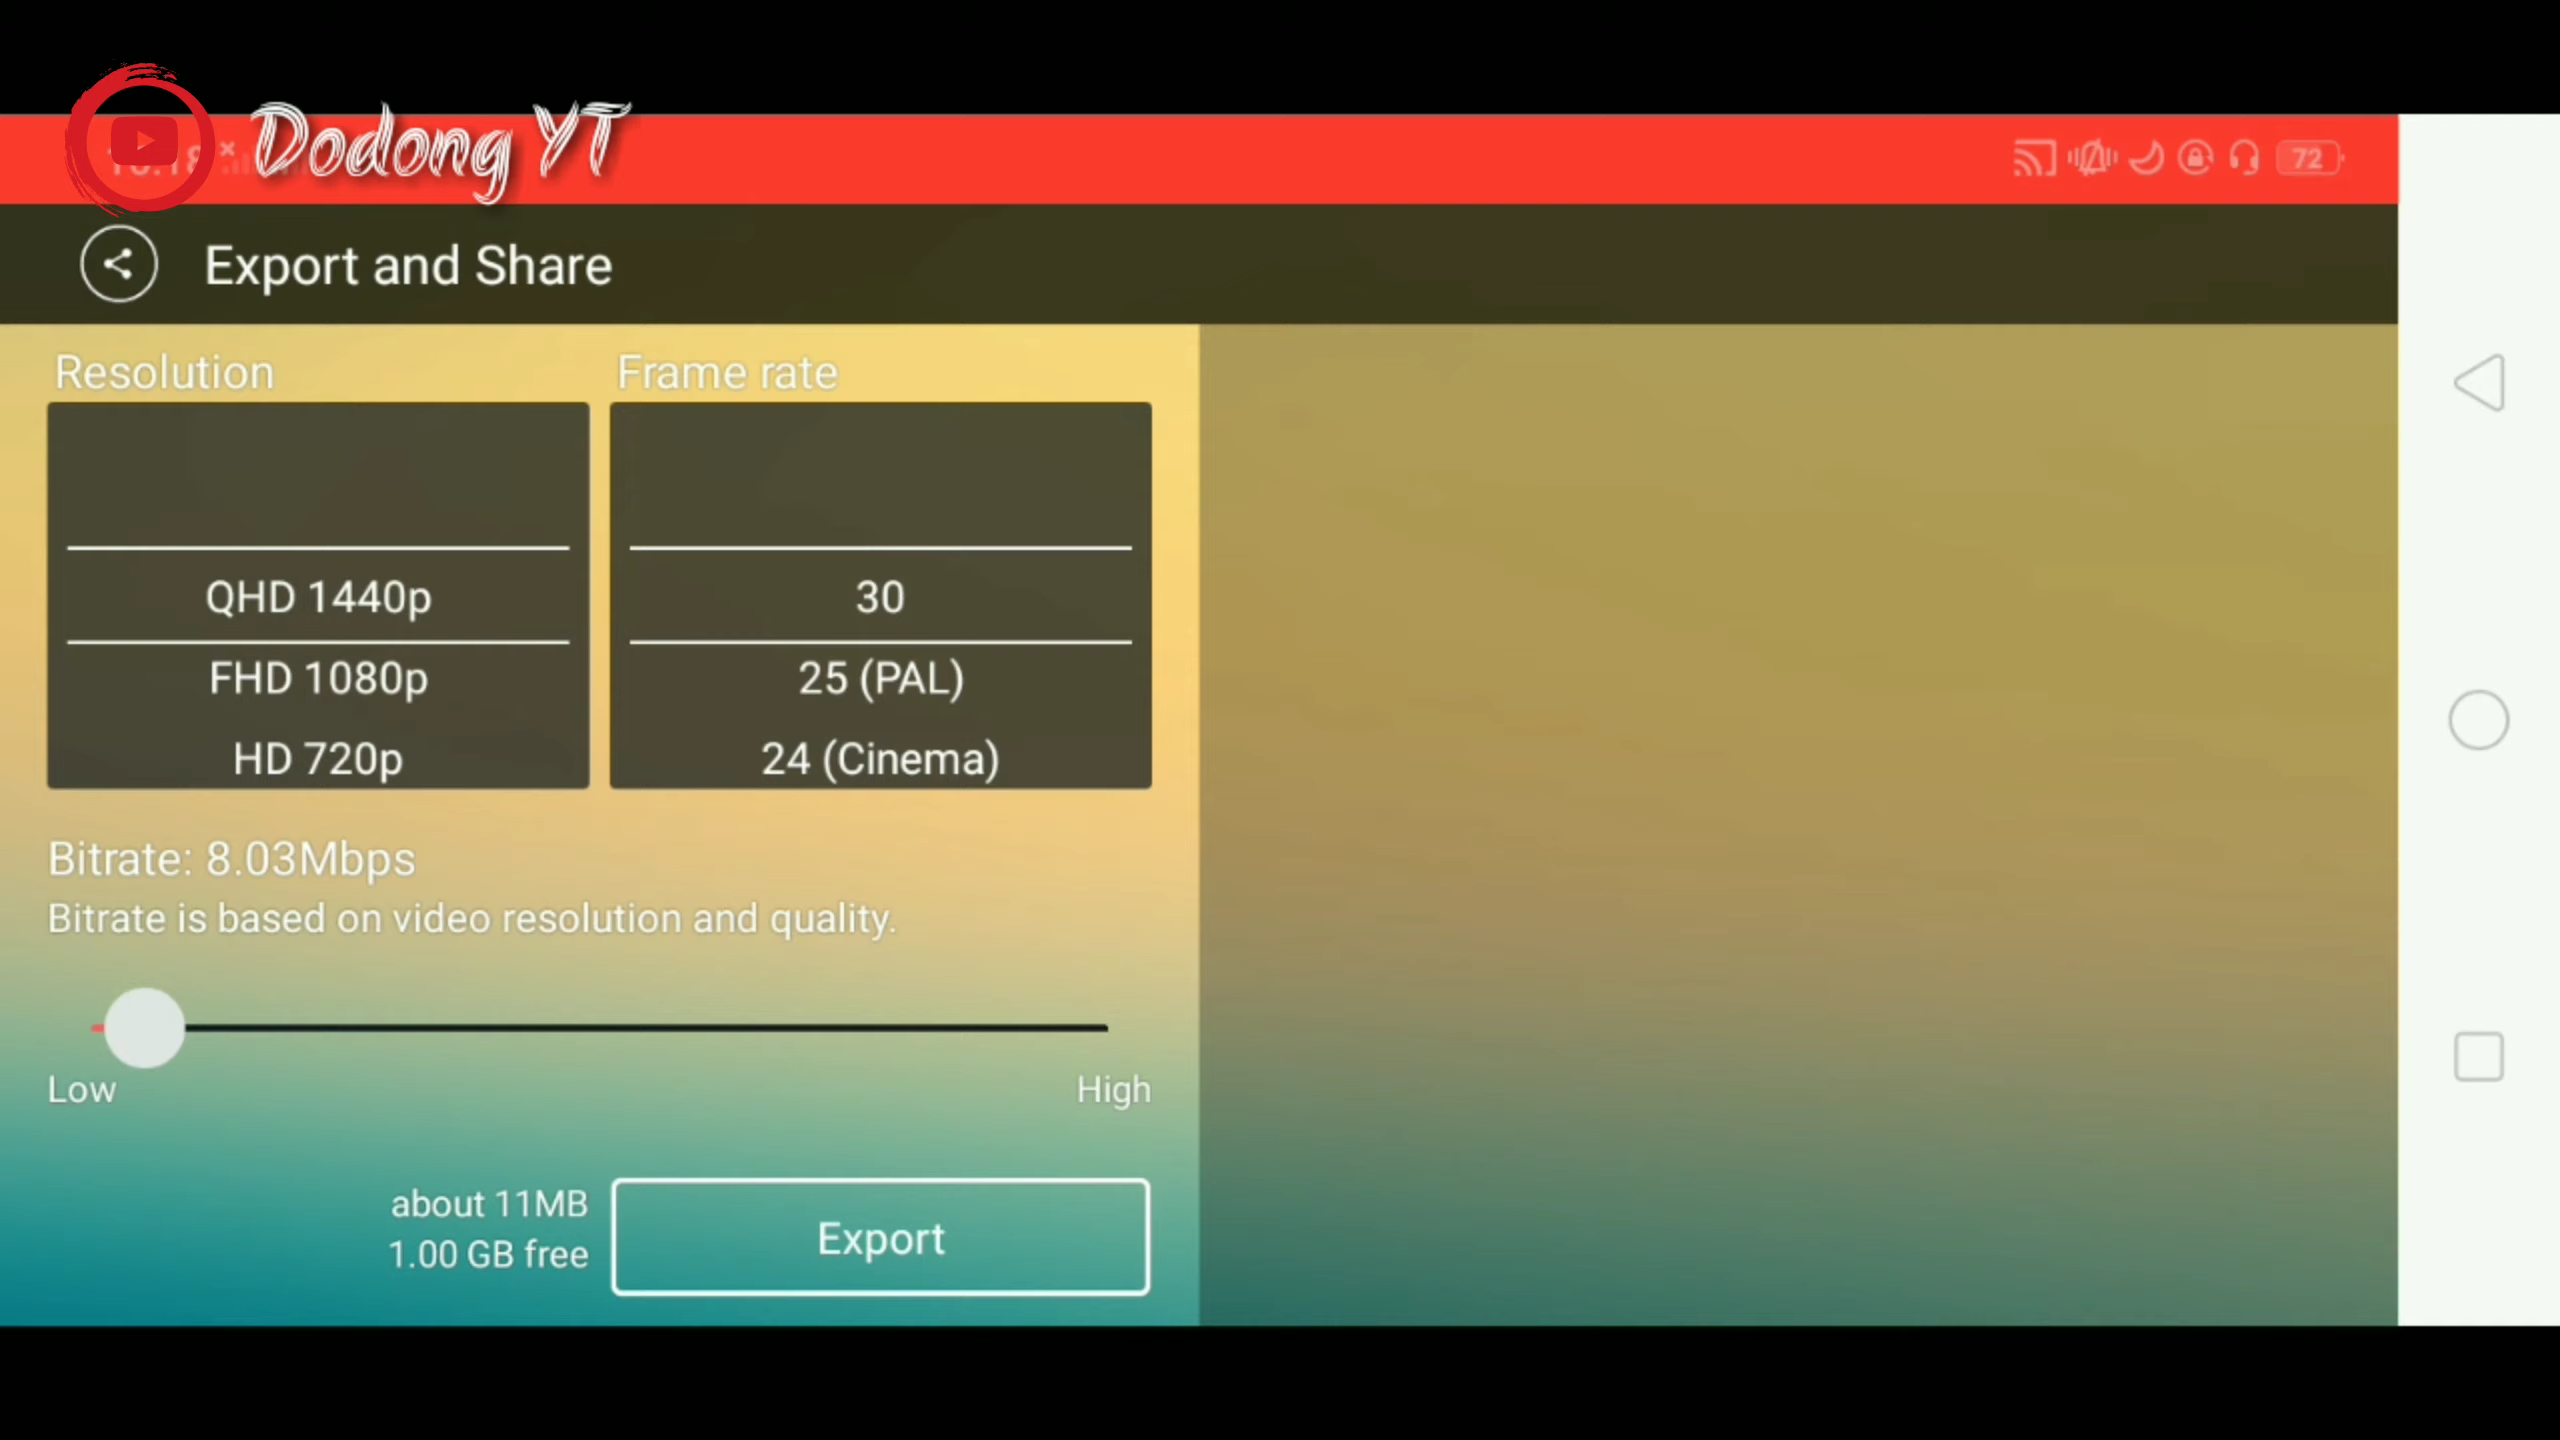 Dodong YT
72
Export and Share
Resolution
Frame rate
QHD 1440p
30
FHD 1080p
25 (PAL)
HD 720p
24 (Cinema)
Bitrate: 8.03Mbps
Bitrate is based on video resolution and quality.
Low
High
about 11MB
1.00 GB free
Export